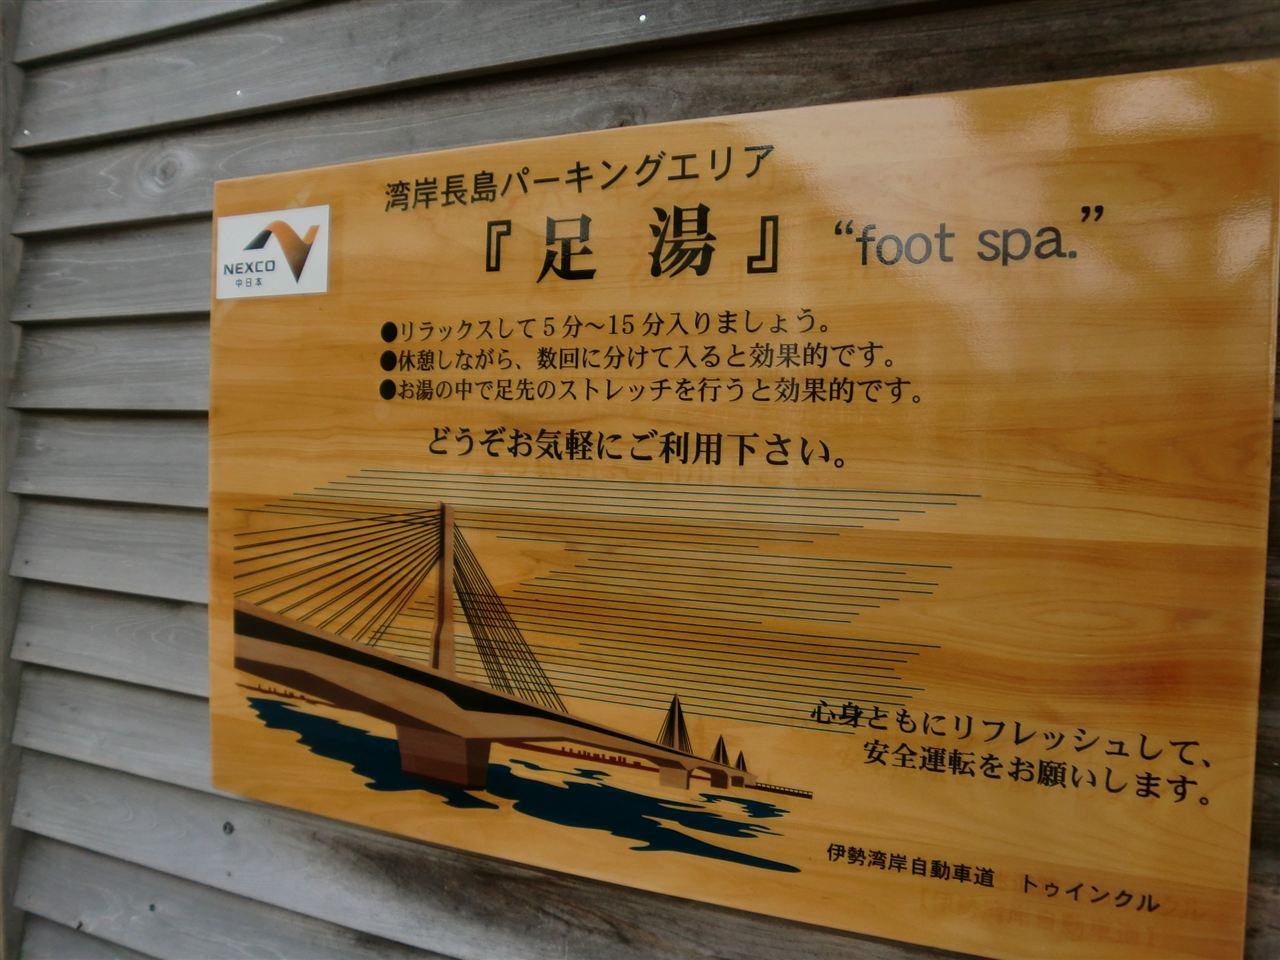 湾岸長島パーキングエリア
『足湯』 “foot spa.”
NEXCO
中日本
●リラックスして5分～15分入りましょう。
●休憩しながら、数回に分けて入ると効果的です。
●お湯の中で足先のストレッチを行うと効果的です。
どうぞお気軽にご利用下さい。
心身ともにリフレッシュして、
安全運転をお願いします。
伊勢湾岸自動車道 トゥインクル